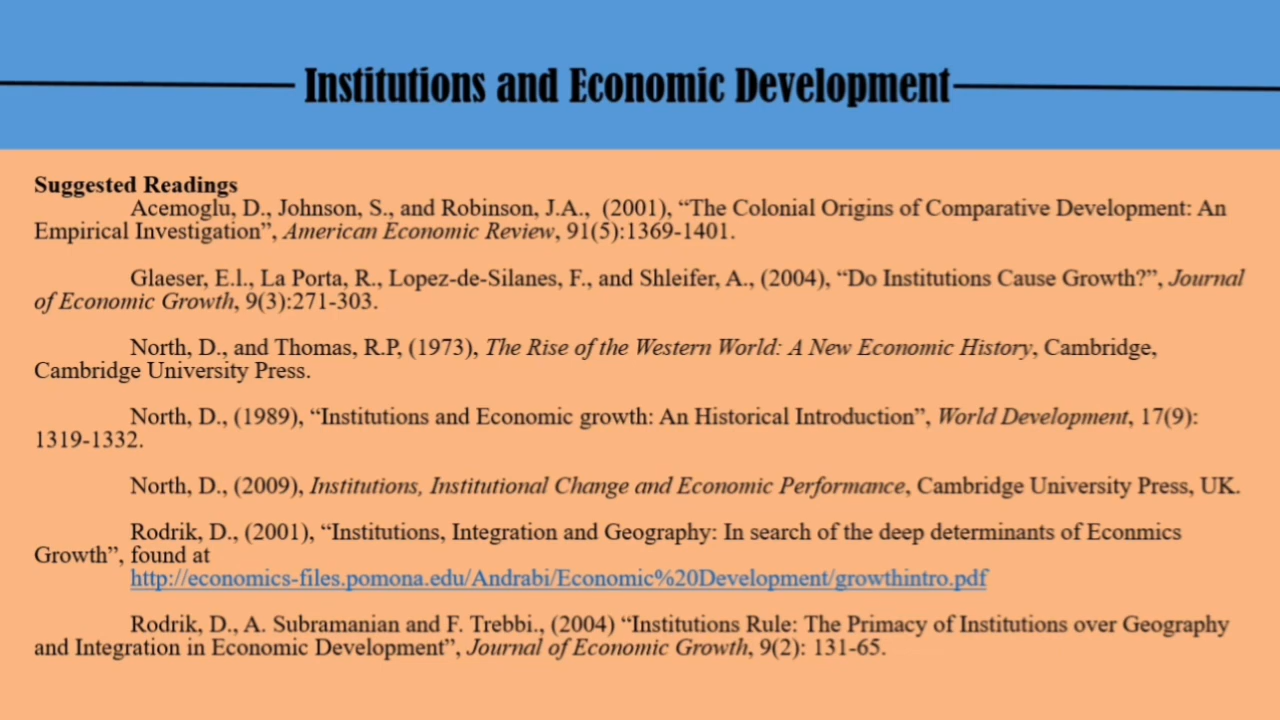 Institutions and Economic Development
Suggested Readings
Acemoglu, D., Johnson, S., and Robinson, J.A., (2001), “The Colonial Origins of Comparative Development: An
Empirical Investigation”, American Economic Review, 91(5):1369-1401.
Glaeser, E.l., La Porta, R., Lopez-de-Silanes, F., and Shleifer, A., (2004), “Do Institutions Cause Growth?”, Journal
of Economic Growth, 9(3):271-303.
North, D., and Thomas, R.P, (1973), The Rise of the Western World: A New Economic History, Cambridge,
Cambridge University Press.
North, D., (1989), “Institutions and Economic growth: An Historical Introduction”, World Development, 17(9):
1319-1332.
North, D., (2009), Institutions, Institutional Change and Economic Performance, Cambridge University Press, UK.
Rodrik, D., (2001), “Institutions, Integration and Geography: In search of the deep determinants of Econmics
Growth”, found at
http://economics-files.pomona.edu/Andrabi/Economic%20Development/growthintro.pdf
Rodrik, D., A. Subramanian and F. Trebbi., (2004) “Institutions Rule: The Primacy of Institutions over Geography
and Integration in Economic Development”, Journal of Economic Growth, 9(2): 131-65.